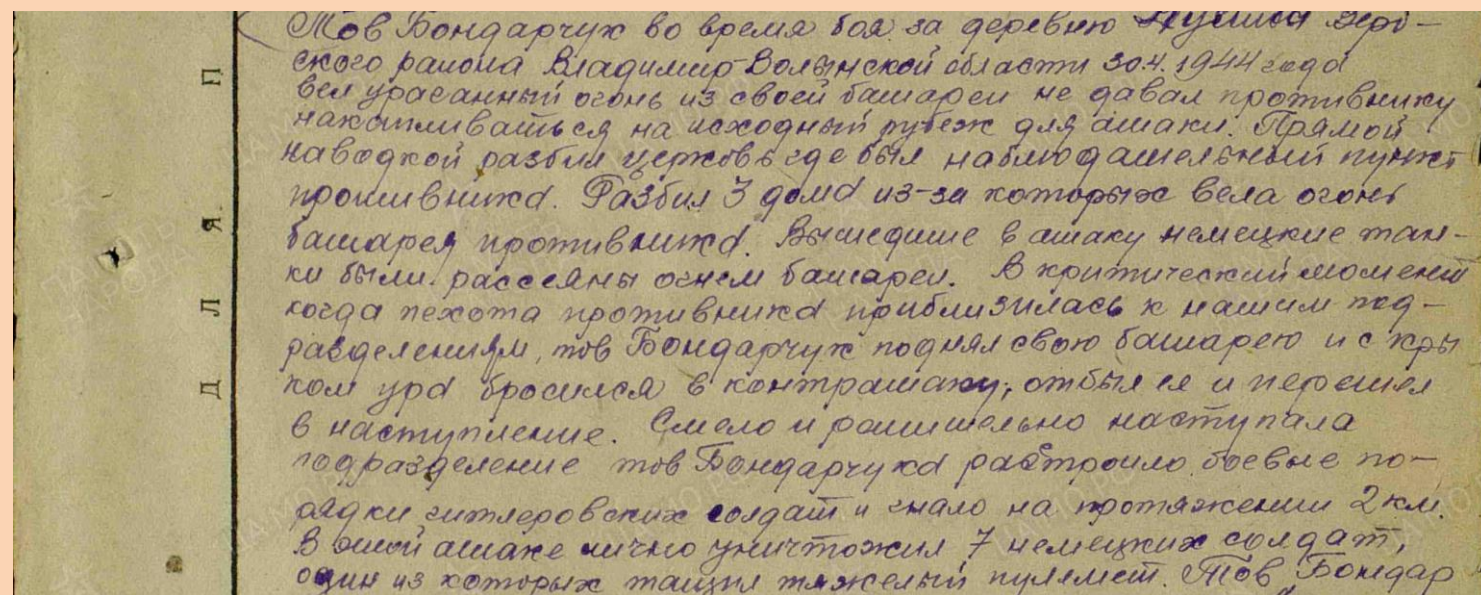 Тов Бондарчук во время боя за деревню
ского района Владимир-Волынской области 30.4.1944 года
вел ураганный огонь из своей батареи не давал противнику
накапливаться на исходный рубеж для атаки. Прямой
наводкой разбил церковь где был наблюдательный пункт
противника. Разбил 3 дома из-за которых вела огонь
батарея противника. Вышедшие в атаку немецкие тан-
ки были рассеяны огнем батареи. В критический момент
когда пехота противника приблизилась к нашим под-
разделениям, тов Бондарчук поднял свою батарею и с кри
ком ура бросился в контратаку, отбил ея и перешел
в наступление. Смело и рашительно наступала
подразделение тов Бондарчука растроило боевые по-
рядки гитлеровских солдат и гнало на протяжении 2 км.
В этой атаке лично уничтожил 7 немецких солдат,
один из которых тащил тяжелый пулемет. Тов Бондар
Д Л Я П